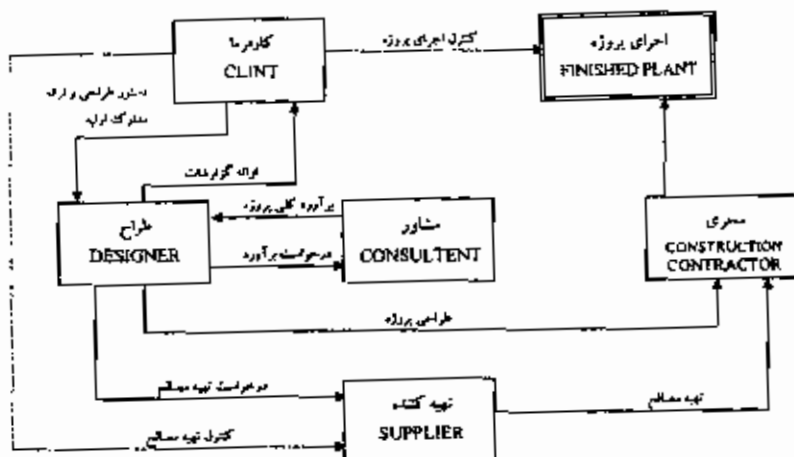 کارفرما
CLINT
کنترل اجرای پروژه
اجرای پروژه
FINISHED PLANT
دستور طراحی و ارائه
مدارک اولیه
ارائه گزارشات
طراح
DESIGNER
برآورد کلی پروژه
درخواست برآورد
مشاور
CONSULTENT
مجری
CONSTRUCTION
CONTRACTOR
طراحی پروژه
درخواست تهیه مصالح
تهیه کننده
SUPPLIER
تهیه مصالح
کنترل تهیه مصالح